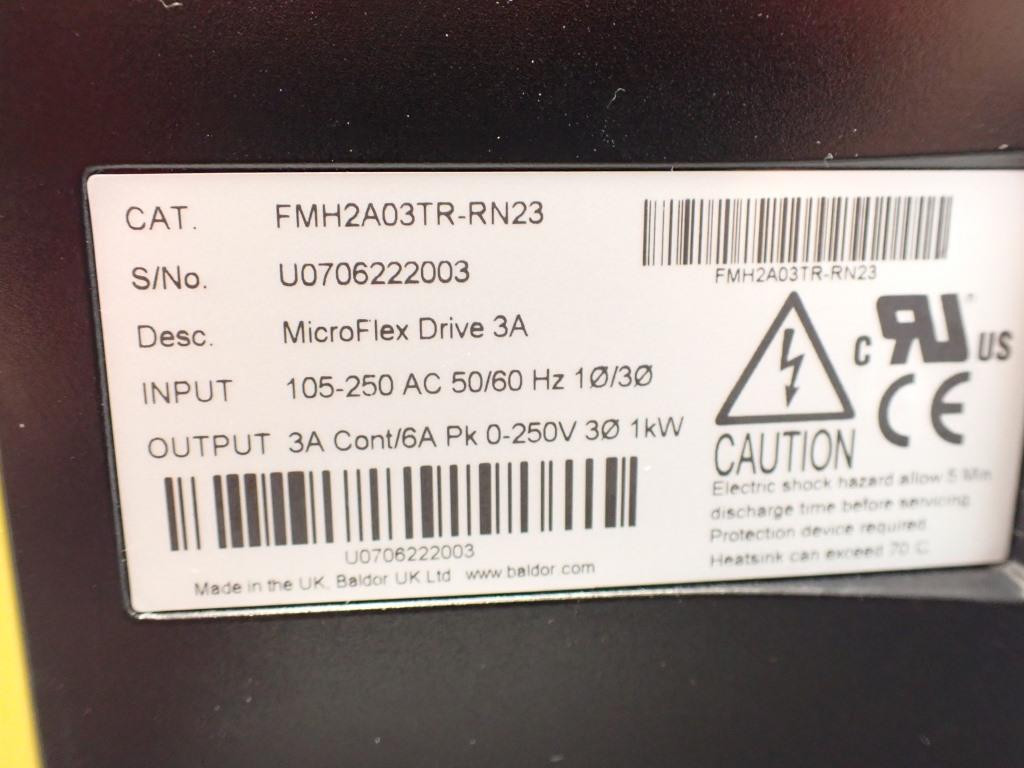 CAT. FMH2A03TR-RN23
S/No. U0706222003
Desc. MicroFlex Drive 3A
INPUT 105-250 AC 50/60 Hz 1Ø/3Ø
OUTPUT 3A Cont/6A Pk 0-250V 3Ø 1kW
U0706222003
Made in the UK, Baldor UK Ltd www.baldor.com
FMH2A03TR-RN23
c RU US
CE
CAUTION
Electric shock hazard allow 5 Min
discharge time before servicing
Protection device required
Heatsink can exceed 70 C